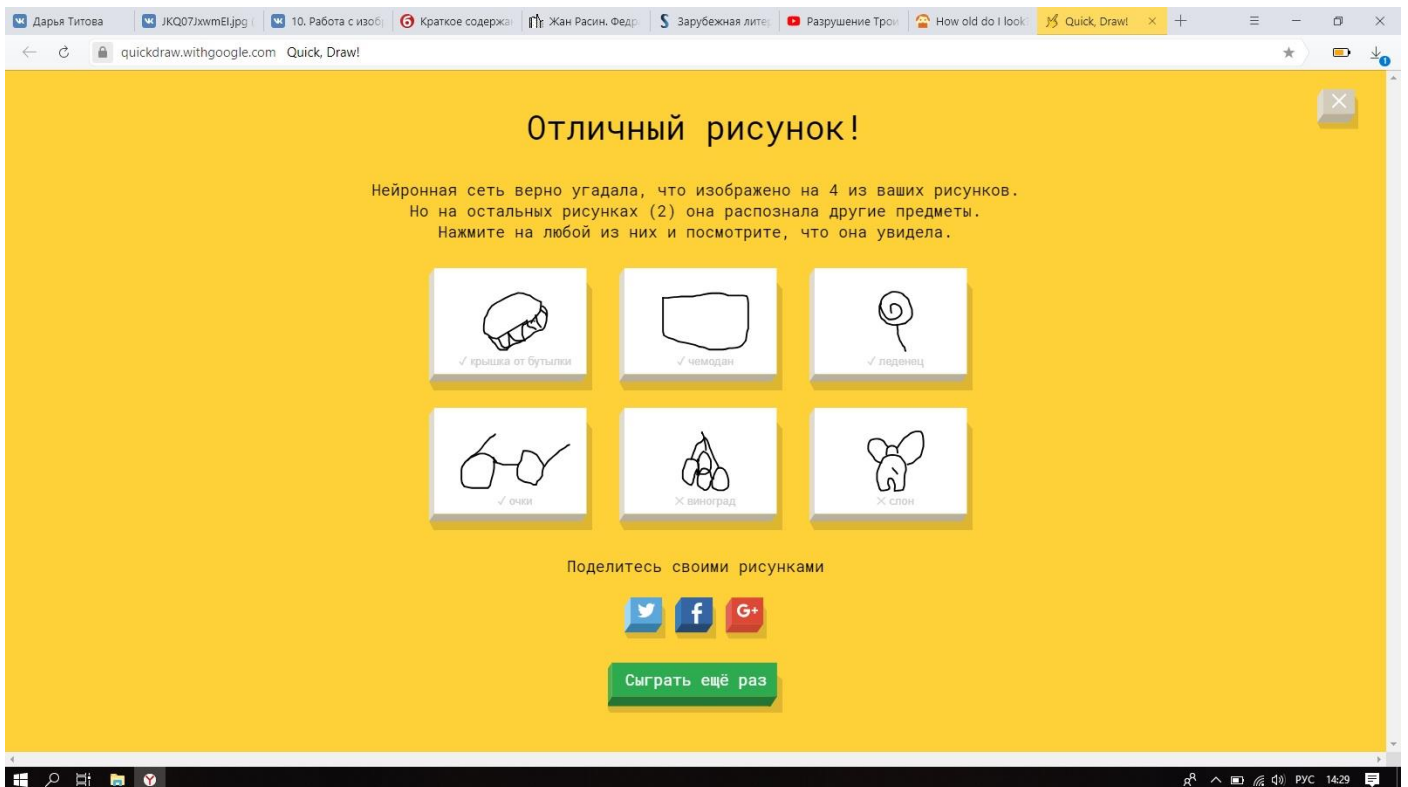 Дарья Титова
JKQ07JxwmEI.jpg (
10. Работа с изобр
Краткое содержан
Жан Расин. Федр
Зарубежная литер
Разрушение Трои
How old do I look
Quick, Draw!
quickdraw.withgoogle.com Quick, Draw!
Отличный рисунок!
Нейронная сеть верно угадала, что изображено на 4 из ваших рисунков.
Но на остальных рисунках (2) она распознала другие предметы.
Нажмите на любой из них и посмотрите, что она увидела.
✓ крышка от бутылки
✓ чемодан
✓ леденец
✓ очки
✕ виноград
✕ слон
Поделитесь своими рисунками
G+
Сыграть ещё раз
РУС 14:29